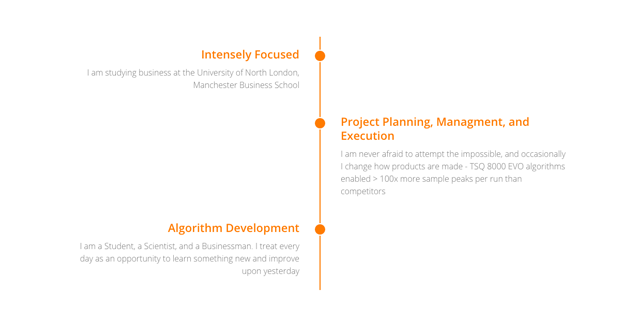 Intensely Focused
I am studying business at the University of North London,
Manchester Business School
Project Planning, Managment, and
Execution
I am never afraid to attempt the impossible, and occasionally
I change how products are made - TSQ 8000 EVO algorithms
enabled > 100x more sample peaks per run than
competitors
Algorithm Development
I am a Student, a Scientist, and a Businessman. I treat every
day as an opportunity to learn something new and improve
upon yesterday